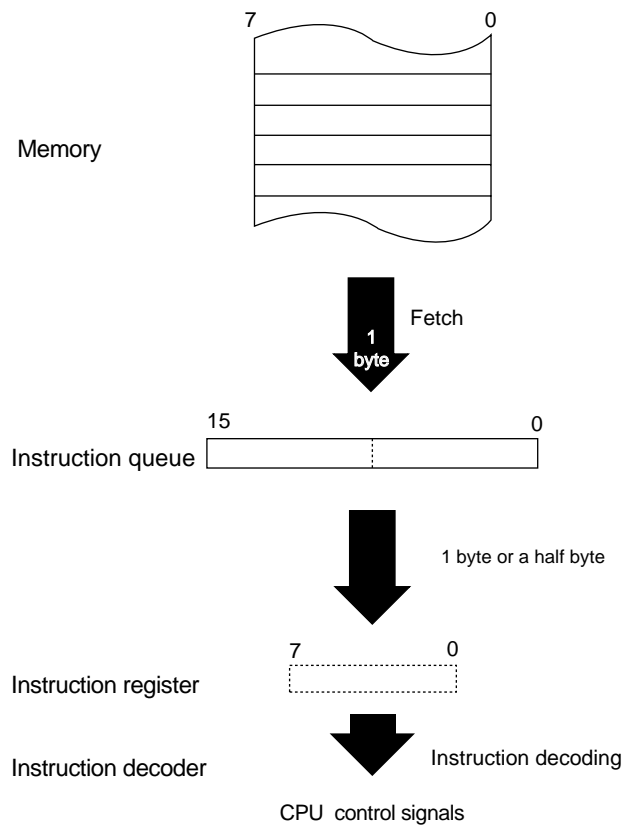 7 0
Memory
Fetch
1
byte
15 0
Instruction queue
1 byte or a half byte
7 0
Instruction register
Instruction decoding
Instruction decoder
CPU control signals